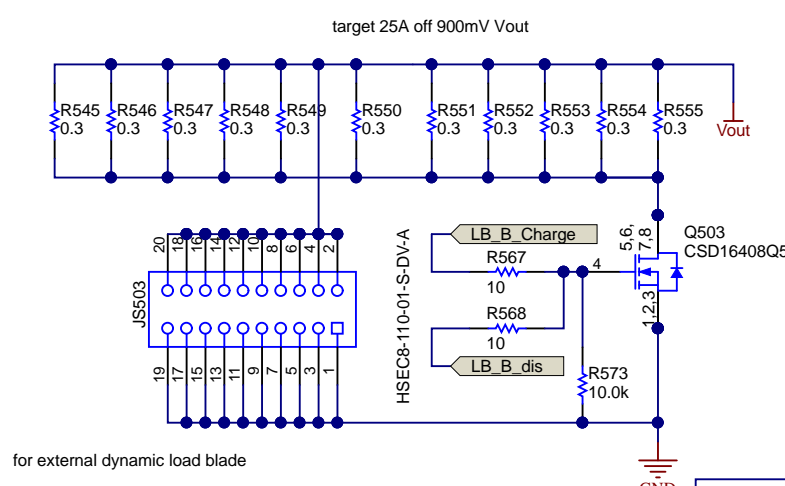 target 25A off 900mV Vout
R545
0.3
R546
0.3
R547
0.3
R548
0.3
R549
0.3
R550
0.3
R551
0.3
R552
0.3
R553
0.3
R554
0.3
R555
0.3
Vout
20
18
16
14
12
10
8
6
4
2
JS503
19
17
15
13
11
9
7
5
3
1
HSEC8-110-01-S-DV-A
LB_B_Charge
R567
10
R568
10
LB_B_dis
4
5,6,
7,8
Q503
CSD16408Q5
1,2,3
R573
10.0k
for external dynamic load blade
GND